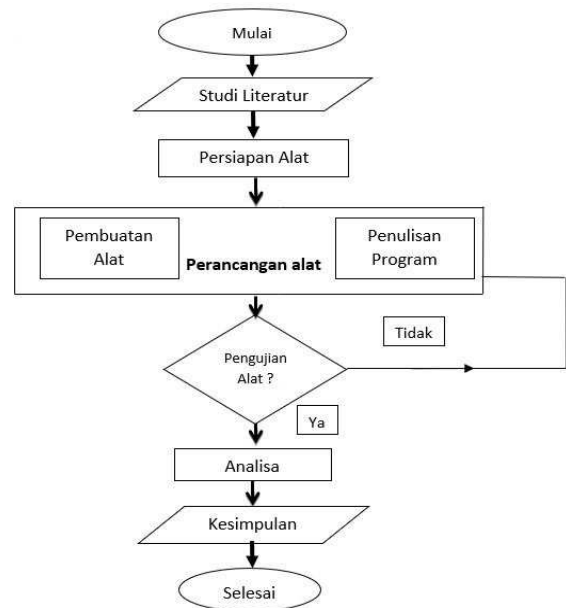 Mulai
Studi Literatur
Persiapan Alat
Pembuatan
Alat
Perancangan alat
Penulisan
Program
Tidak
Pengujian
Alat ?
Ya
Analisa
Kesimpulan
Selesai